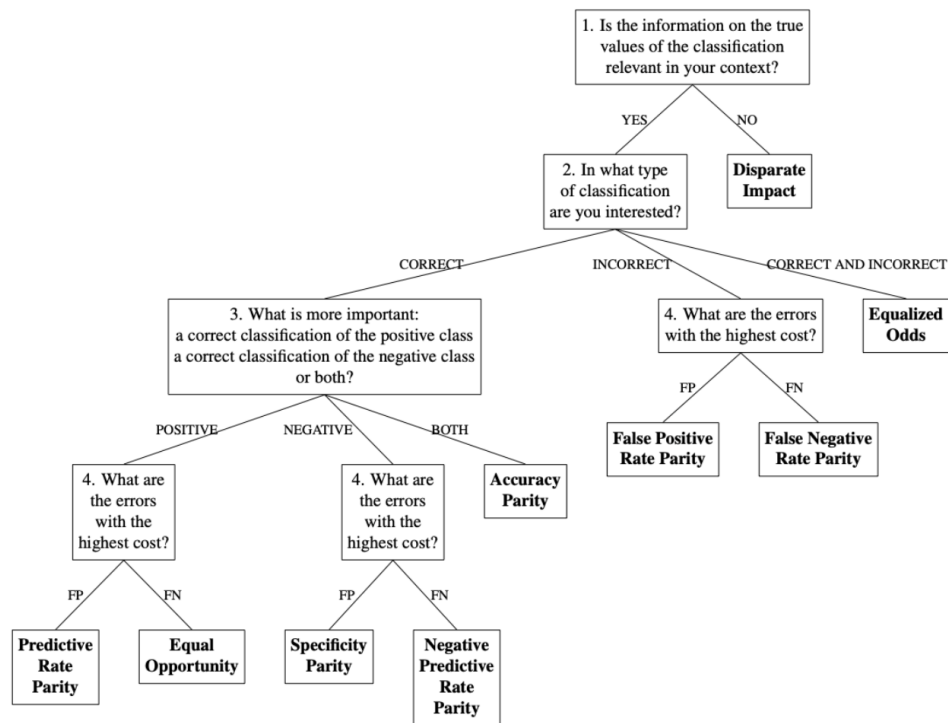 1. Is the information on the true
values of the classification
relevant in your context?
YES
NO
2. In what type
of classification
are you interested?
Disparate
Impact
CORRECT
INCORRECT
CORRECT AND INCORRECT
3. What is more important:
a correct classification of the positive class
a correct classification of the negative class
or both?
4. What are the errors
with the highest cost?
Equalized
Odds
FP
FN
POSITIVE
NEGATIVE
BOTH
False Positive
Rate Parity
False Negative
Rate Parity
4. What are
the errors
with the
highest cost?
4. What are
the errors
with the
highest cost?
Accuracy
Parity
FP
FN
FP
FN
Predictive
Rate
Parity
Equal
Opportunity
Specificity
Parity
Negative
Predictive
Rate
Parity